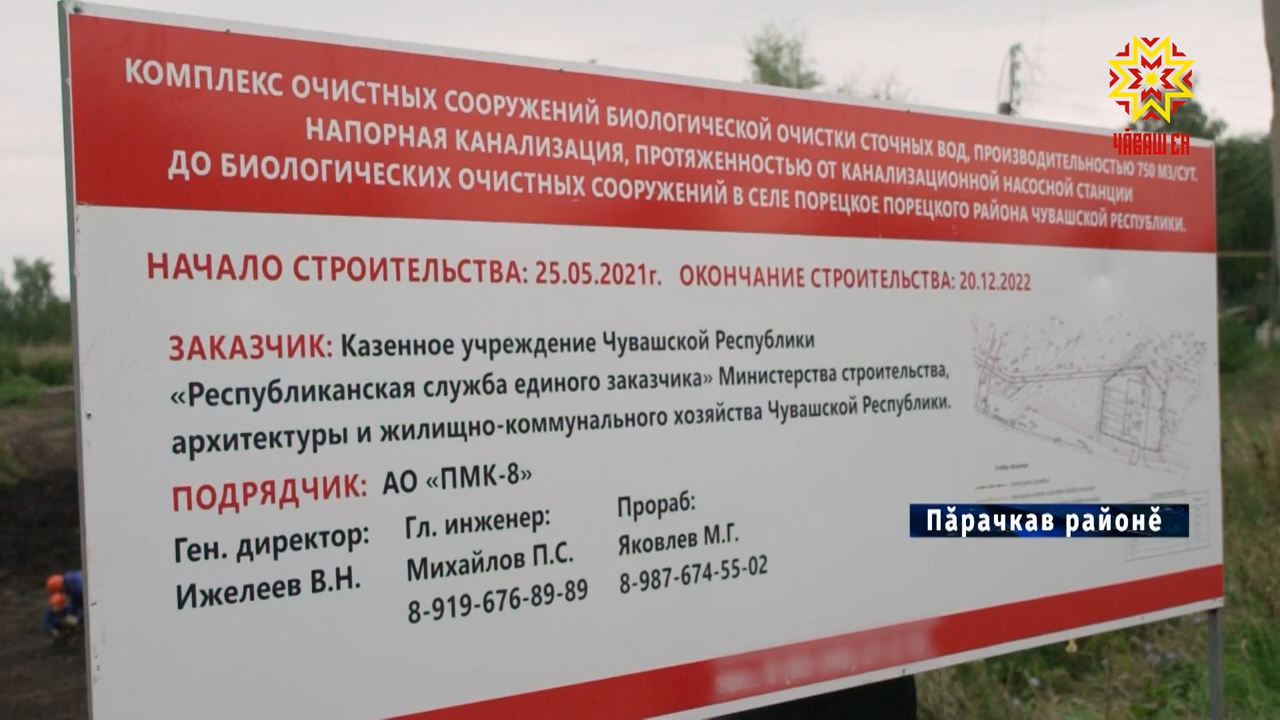 КОМПЛЕКС ОЧИСТНЫХ СООРУЖЕНИЙ БИОЛОГИЧЕСКОЙ ОЧИСТКИ СТОЧНЫХ ВОД, ПРОИЗВОДИТЕЛЬНОСТЬЮ 750 М3/СУТ.
НАПОРНАЯ КАНАЛИЗАЦИЯ, ПРОТЯЖЕННОСТЬЮ ОТ КАНАЛИЗАЦИОННОЙ НАСОСНОЙ СТАНЦИИ
ДО БИОЛОГИЧЕСКИХ ОЧИСТНЫХ СООРУЖЕНИЙ В СЕЛЕ ПОРЕЦКОЕ ПОРЕЦКОГО РАЙОНА ЧУВАШСКОЙ РЕСПУБЛИКИ.
ЧӐВАШ ЕН
НАЧАЛО СТРОИТЕЛЬСТВА: 25.05.2021г. ОКОНЧАНИЕ СТРОИТЕЛЬСТВА: 20.12.2022
ЗАКАЗЧИК: Казенное учреждение Чувашской Республики
«Республиканская служба единого заказчика» Министерства строительства,
архитектуры и жилищно-коммунального хозяйства Чувашской Республики.
ПОДРЯДЧИК: АО «ПМК-8»
Ген. директор:
Ижелеев В.Н.
Гл. инженер:
Михайлов П.С.
8-919-676-89-89
Прораб:
Яковлев М.Г.
8-987-674-55-02
Пӑрачкав районӗ